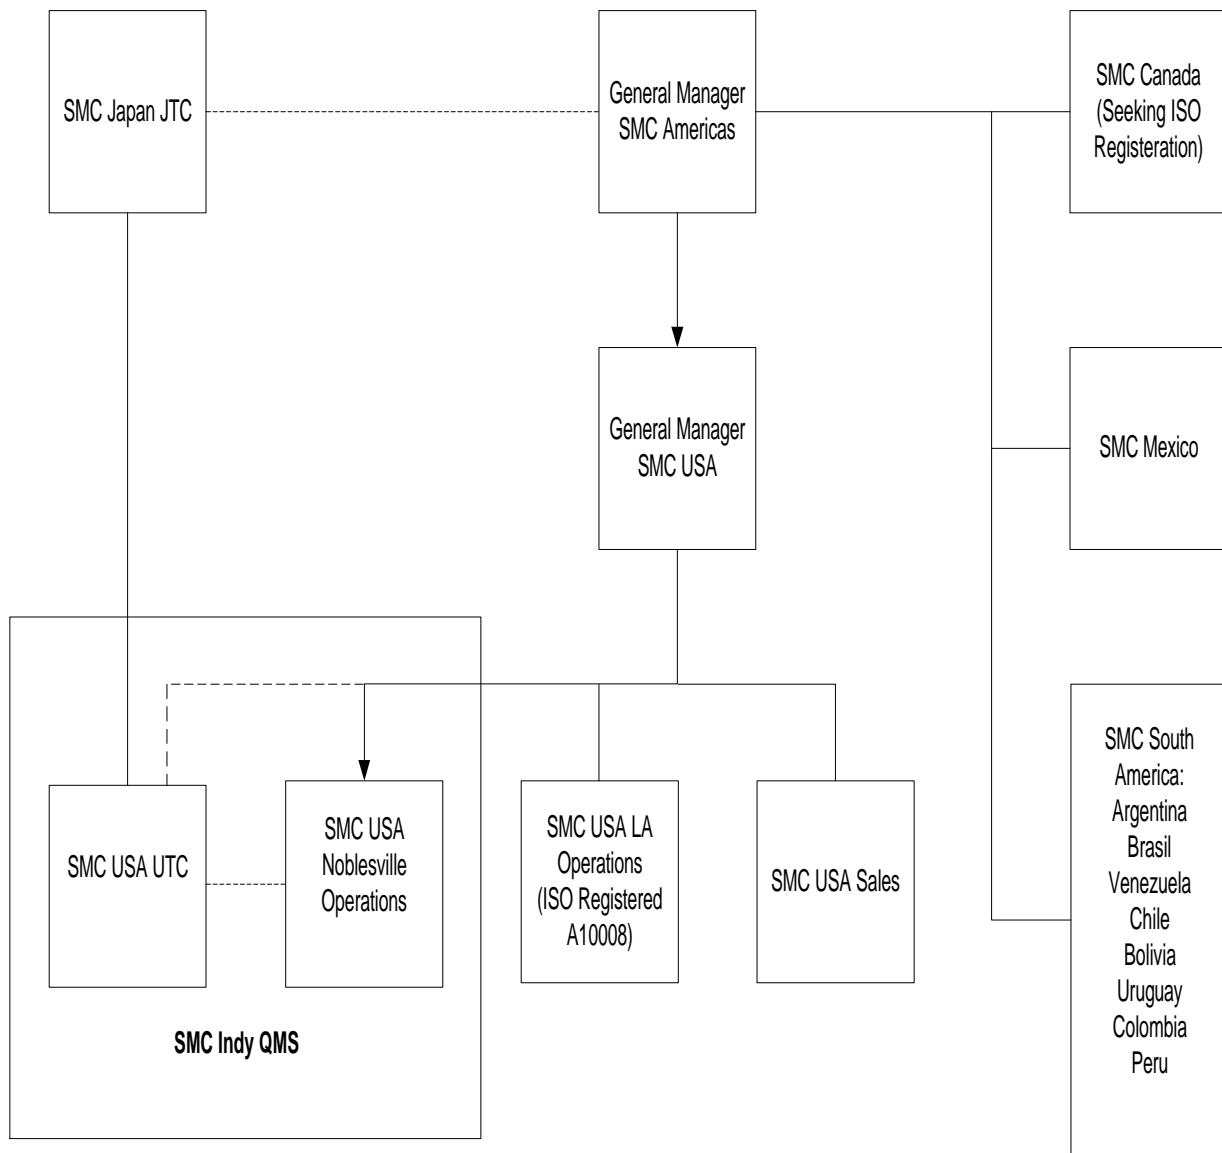 SMC Japan JTC
General Manager
SMC Americas
SMC Canada
(Seeking ISO
Registeration)
General Manager
SMC USA
SMC Mexico
SMC USA UTC
SMC USA
Noblesville
Operations
SMC USA LA
Operations
(ISO Registered
A10008)
SMC USA Sales
SMC South
America:
Argentina
Brasil
Venezuela
Chile
Bolivia
Uruguay
Colombia
Peru
SMC Indy QMS